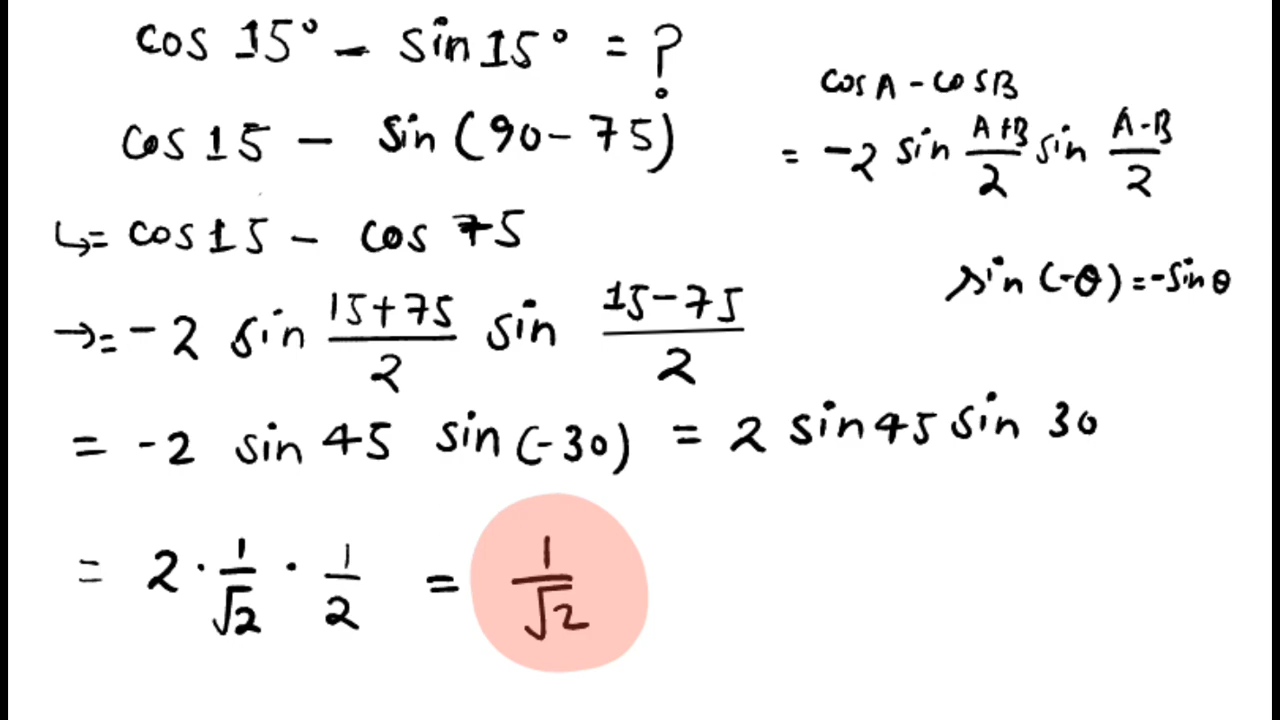 cos 15° - sin 15° = ?
cos 15 - sin (90 - 75)
↳= cos 15 - cos 75
→= -2 sin (15+75)/2 sin (15-75)/2
= -2 sin 45 sin (-30) = 2 sin 45 sin 30
= 2 · 1/√2 · 1/2 = 1/√2
cos A - cos B
= -2 sin (A+B)/2 sin (A-B)/2
sin (-θ) = -sin θ